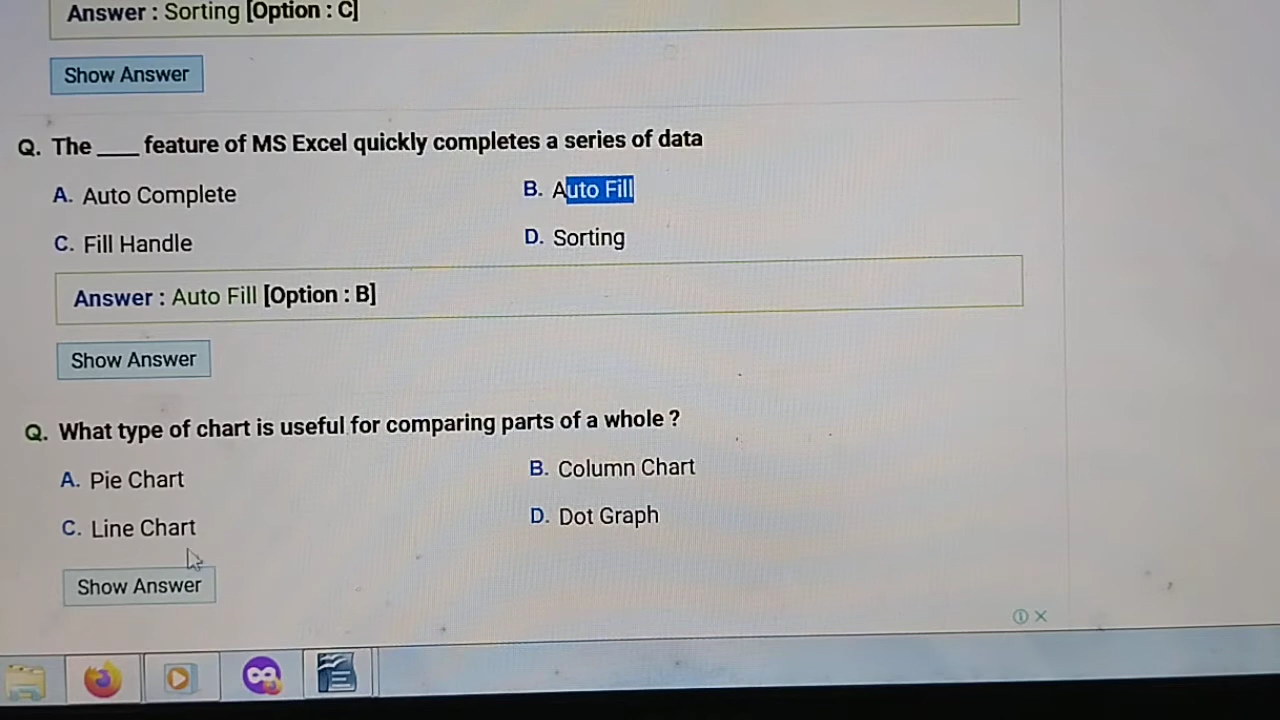 Answer : Sorting [Option : C]
Show Answer
Q. The ____ feature of MS Excel quickly completes a series of data
A. Auto Complete
B. Auto Fill
C. Fill Handle
D. Sorting
Answer : Auto Fill [Option : B]
Show Answer
Q. What type of chart is useful for comparing parts of a whole ?
A. Pie Chart
B. Column Chart
C. Line Chart
D. Dot Graph
Show Answer